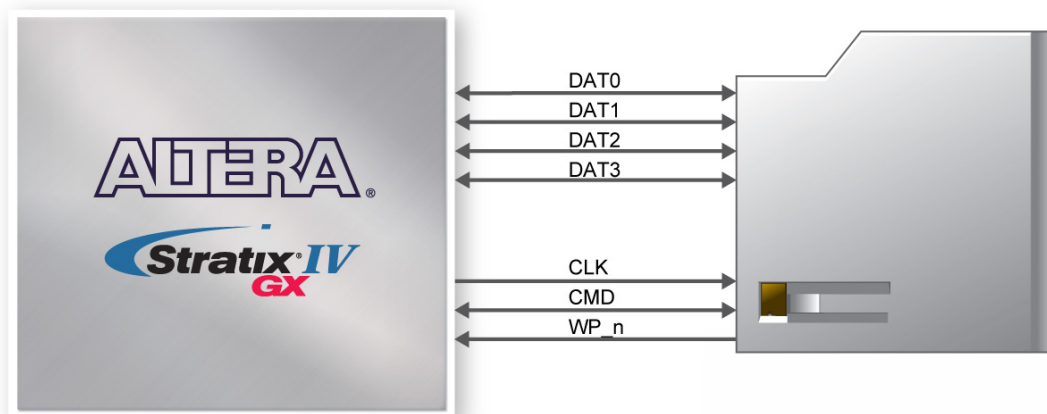 DAT0
DAT1
DAT2
DAT3
ALTERA®
Stratix® IV
GX
CLK
CMD
WP_n